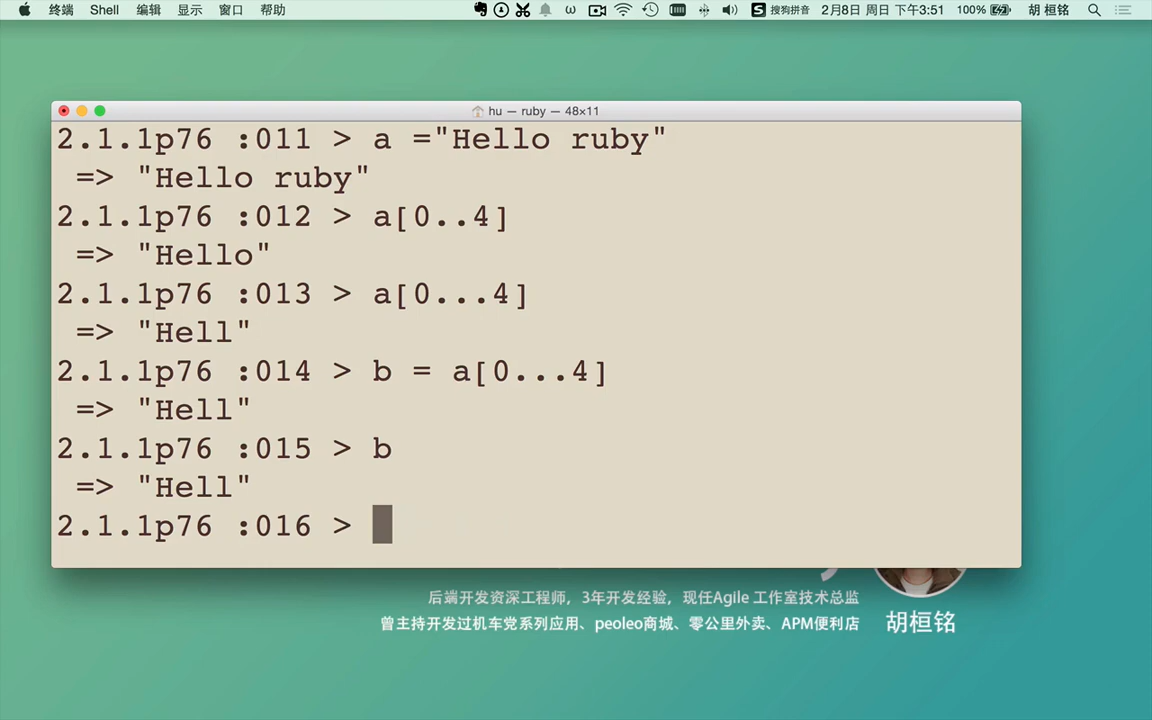 终端 Shell 编辑 显示 窗口 帮助 搜狗拼音 2月8日 周日 下午3:51 100% 胡 桓铭
hu — ruby — 48×11
2.1.1p76 :011 > a ="Hello ruby"
=> "Hello ruby"
2.1.1p76 :012 > a[0..4]
=> "Hello"
2.1.1p76 :013 > a[0...4]
=> "Hell"
2.1.1p76 :014 > b = a[0...4]
=> "Hell"
2.1.1p76 :015 > b
=> "Hell"
2.1.1p76 :016 >
后端开发资深工程师，3年开发经验，现任Agile 工作室技术总监
曾主持开发过机车党系列应用、peoleo商城、零公里外卖、APM便利店
胡桓铭